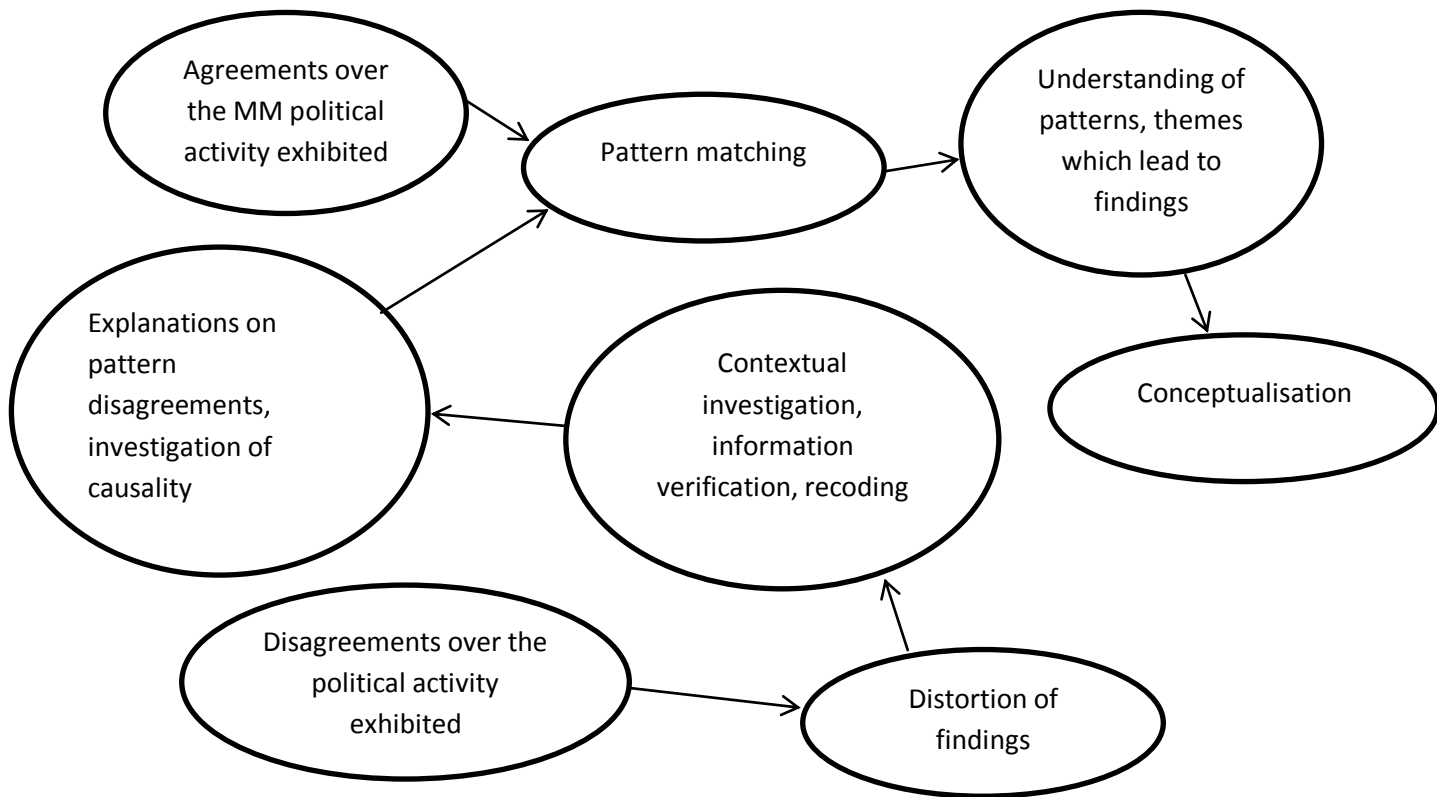 Agreements over
the MM political
activity exhibited
Pattern matching
Understanding of
patterns, themes
which lead to
findings
Explanations on
pattern
disagreements,
investigation of
causality
Contextual
investigation,
information
verification, recoding
Conceptualisation
Disagreements over the
political activity
exhibited
Distortion of
findings